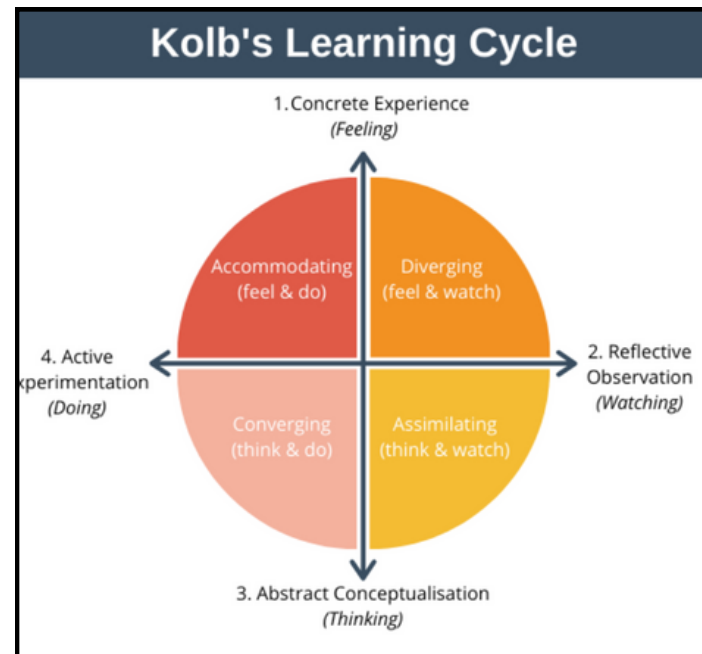 Kolb's Learning Cycle
1. Concrete Experience
(Feeling)
Accommodating
(feel & do)
Diverging
(feel & watch)
4. Active
xperimentation
(Doing)
2. Reflective
Observation
(Watching)
Converging
(think & do)
Assimilating
(think & watch)
3. Abstract Conceptualisation
(Thinking)